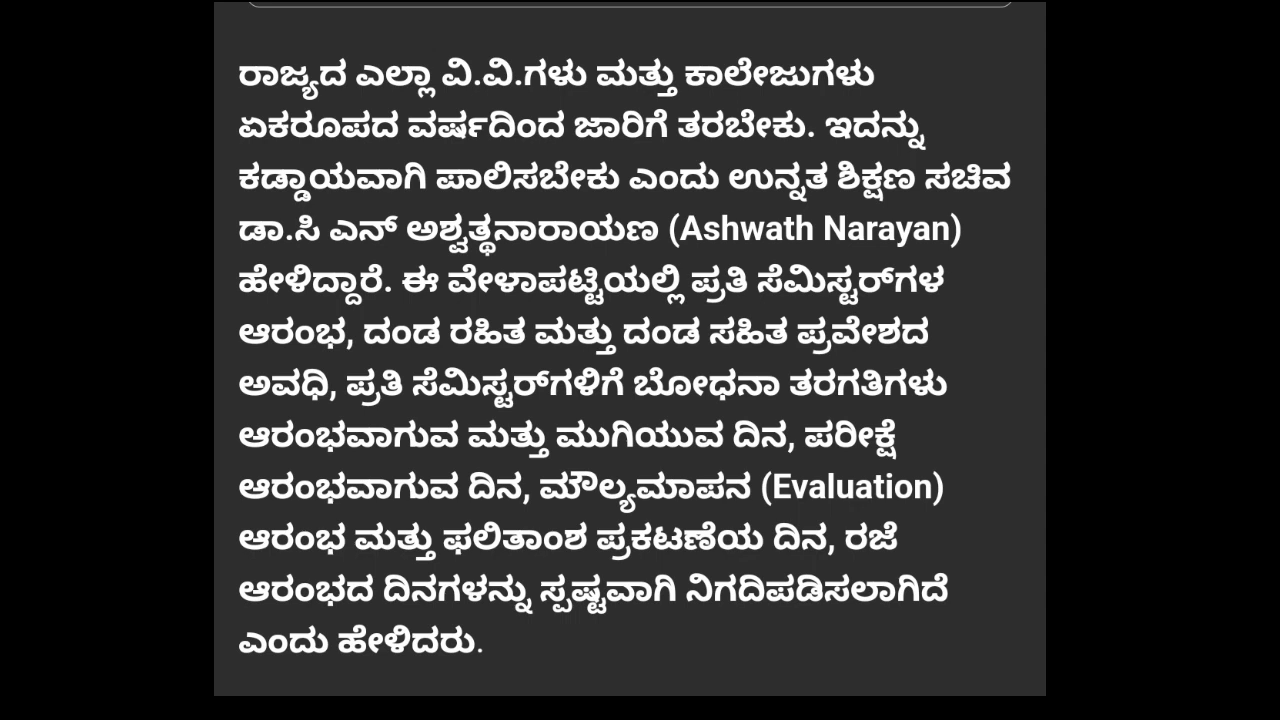 ರಾಜ್ಯದ ಎಲ್ಲಾ ವಿ.ವಿ.ಗಳು ಮತ್ತು ಕಾಲೇಜುಗಳು
ಏಕರೂಪದ ವರ್ಷದಿಂದ ಜಾರಿಗೆ ತರಬೇಕು. ಇದನ್ನು
ಕಡ್ಡಾಯವಾಗಿ ಪಾಲಿಸಬೇಕು ಎಂದು ಉನ್ನತ ಶಿಕ್ಷಣ ಸಚಿವ
ಡಾ.ಸಿ ಎನ್ ಅಶ್ವತ್ಥನಾರಾಯಣ (Ashwath Narayan)
ಹೇಳಿದ್ದಾರೆ. ಈ ವೇಳಾಪಟ್ಟಿಯಲ್ಲಿ ಪ್ರತಿ ಸೆಮಿಸ್ಟರ್‌ಗಳ
ಆರಂಭ, ದಂಡ ರಹಿತ ಮತ್ತು ದಂಡ ಸಹಿತ ಪ್ರವೇಶದ
ಅವಧಿ, ಪ್ರತಿ ಸೆಮಿಸ್ಟರ್‌ಗಳಿಗೆ ಬೋಧನಾ ತರಗತಿಗಳು
ಆರಂಭವಾಗುವ ಮತ್ತು ಮುಗಿಯುವ ದಿನ, ಪರೀಕ್ಷೆ
ಆರಂಭವಾಗುವ ದಿನ, ಮೌಲ್ಯಮಾಪನ (Evaluation)
ಆರಂಭ ಮತ್ತು ಫಲಿತಾಂಶ ಪ್ರಕಟಣೆಯ ದಿನ, ರಜೆ
ಆರಂಭದ ದಿನಗಳನ್ನು ಸ್ಪಷ್ಟವಾಗಿ ನಿಗದಿಪಡಿಸಲಾಗಿದೆ
ಎಂದು ಹೇಳಿದರು.